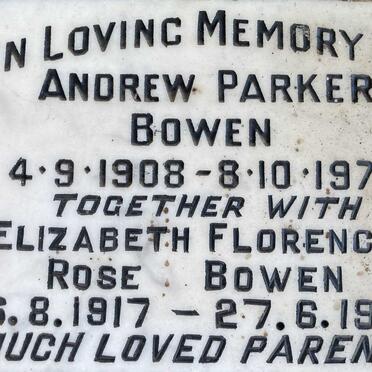 N LOVING MEMORY
ANDREW PARKER
BOWEN
4·9·1908-8·10·197
TOGETHER WITH
ELIZABETH FLORENC
ROSE BOWEN
6.8.1917 - 27.6.19
MUCH LOVED PAREN